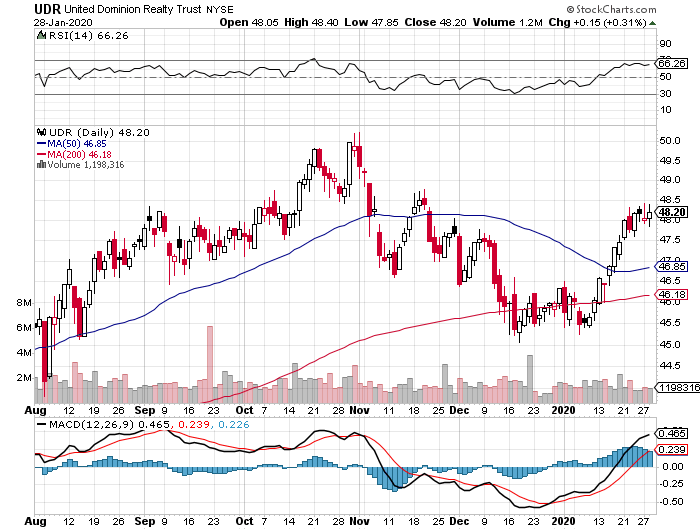 UDR United Dominion Realty Trust NYSE © StockCharts.com
28-Jan-2020 Open 48.05 High 48.40 Low 47.85 Close 48.20 Volume 1.2M Chg +0.15 (+0.31%)
RSI(14) 66.26
90
70
66.26
50
30
10
UDR (Daily) 48.20
MA(50) 46.85
MA(200) 46.18
Volume 1,198,316
50.0
49.5
49.0
48.5
48.20
48.0
47.5
47.0
46.85
46.5
46.18
46.0
45.5
45.0
44.5
8M
6M
4M
2M
1198316
Aug 12 19 26 Sep 9 16 23 Oct 7 14 21 28 Nov 11 18 25 Dec 9 16 23 2020 13 21 27
MACD(12,26,9) 0.465, 0.239, 0.226
0.465
0.239
0.00
-0.25
-0.50
Aug 12 19 26 Sep 9 16 23 Oct 7 14 21 28 Nov 11 18 25 Dec 9 16 23 2020 13 21 27